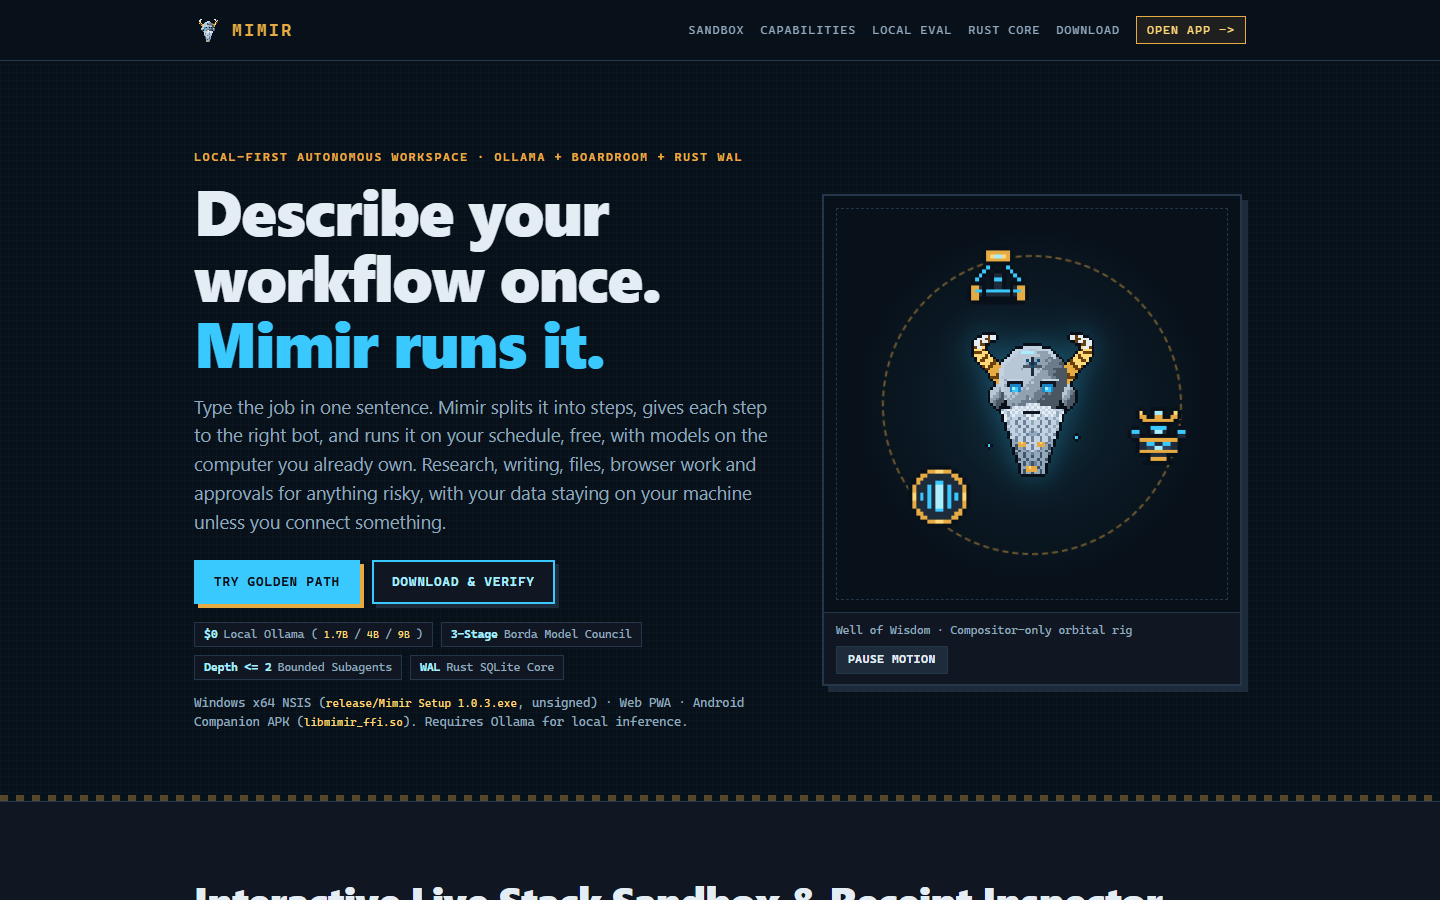 MIMIR
SANDBOX CAPABILITIES LOCAL EVAL RUST CORE DOWNLOAD OPEN APP ->
LOCAL-FIRST AUTONOMOUS WORKSPACE · OLLAMA + BOARDROOM + RUST WAL
Describe your
workflow once.
Mimir runs it.
Type the job in one sentence. Mimir splits it into steps, gives each step
to the right bot, and runs it on your schedule, free, with models on the
computer you already own. Research, writing, files, browser work and
approvals for anything risky, with your data staying on your machine
unless you connect something.
TRY GOLDEN PATH DOWNLOAD & VERIFY
$0 Local Ollama ( 1.7B / 4B / 9B ) 3-Stage Borda Model Council
Depth <= 2 Bounded Subagents WAL Rust SQLite Core
Windows x64 NSIS (release/Mimir Setup 1.0.3.exe, unsigned) · Web PWA · Android
Companion APK (libmimir_ffi.so). Requires Ollama for local inference.
Well of Wisdom · Compositor-only orbital rig
PAUSE MOTION
Interactive Live Stack Sandbox & Receipt Inspector